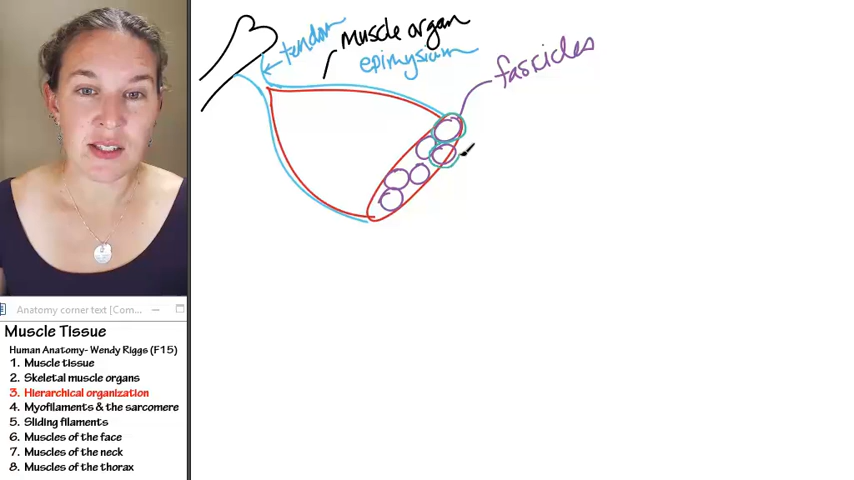 tendon
muscle organ
epimysium
fascicles
Anatomy corner text [Com...
Muscle Tissue
Human Anatomy- Wendy Riggs (F15)
1. Muscle tissue
2. Skeletal muscle organs
3. Hierarchical organization
4. Myofilaments & the sarcomere
5. Sliding filaments
6. Muscles of the face
7. Muscles of the neck
8. Muscles of the thorax